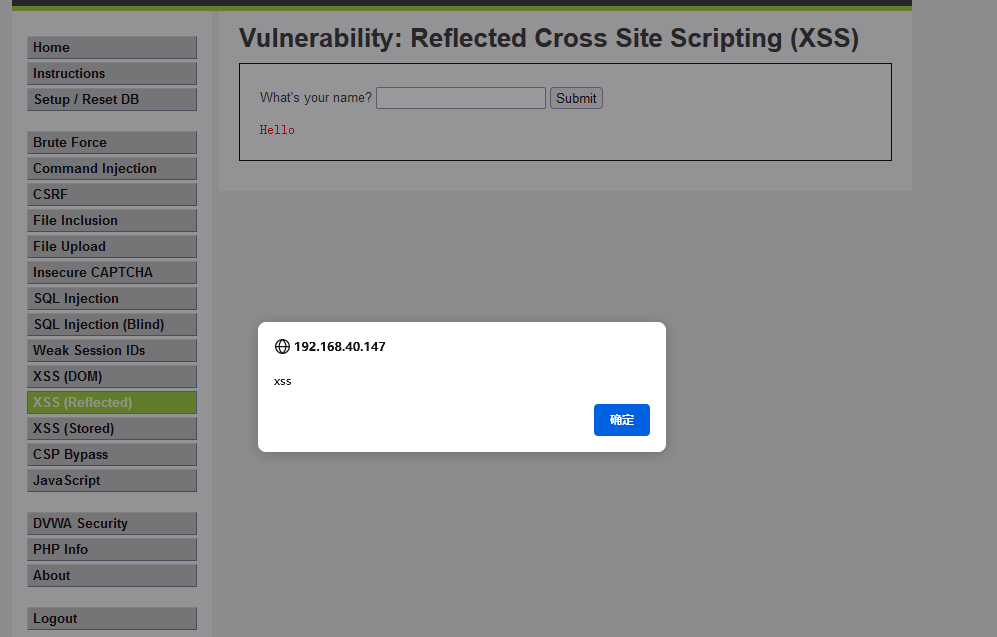 Home
Instructions
Setup / Reset DB
Brute Force
Command Injection
CSRF
File Inclusion
File Upload
Insecure CAPTCHA
SQL Injection
SQL Injection (Blind)
Weak Session IDs
XSS (DOM)
XSS (Reflected)
XSS (Stored)
CSP Bypass
JavaScript
DVWA Security
PHP Info
About
Logout
Vulnerability: Reflected Cross Site Scripting (XSS)
What's your name? Submit
Hello
192.168.40.147
xss
确定